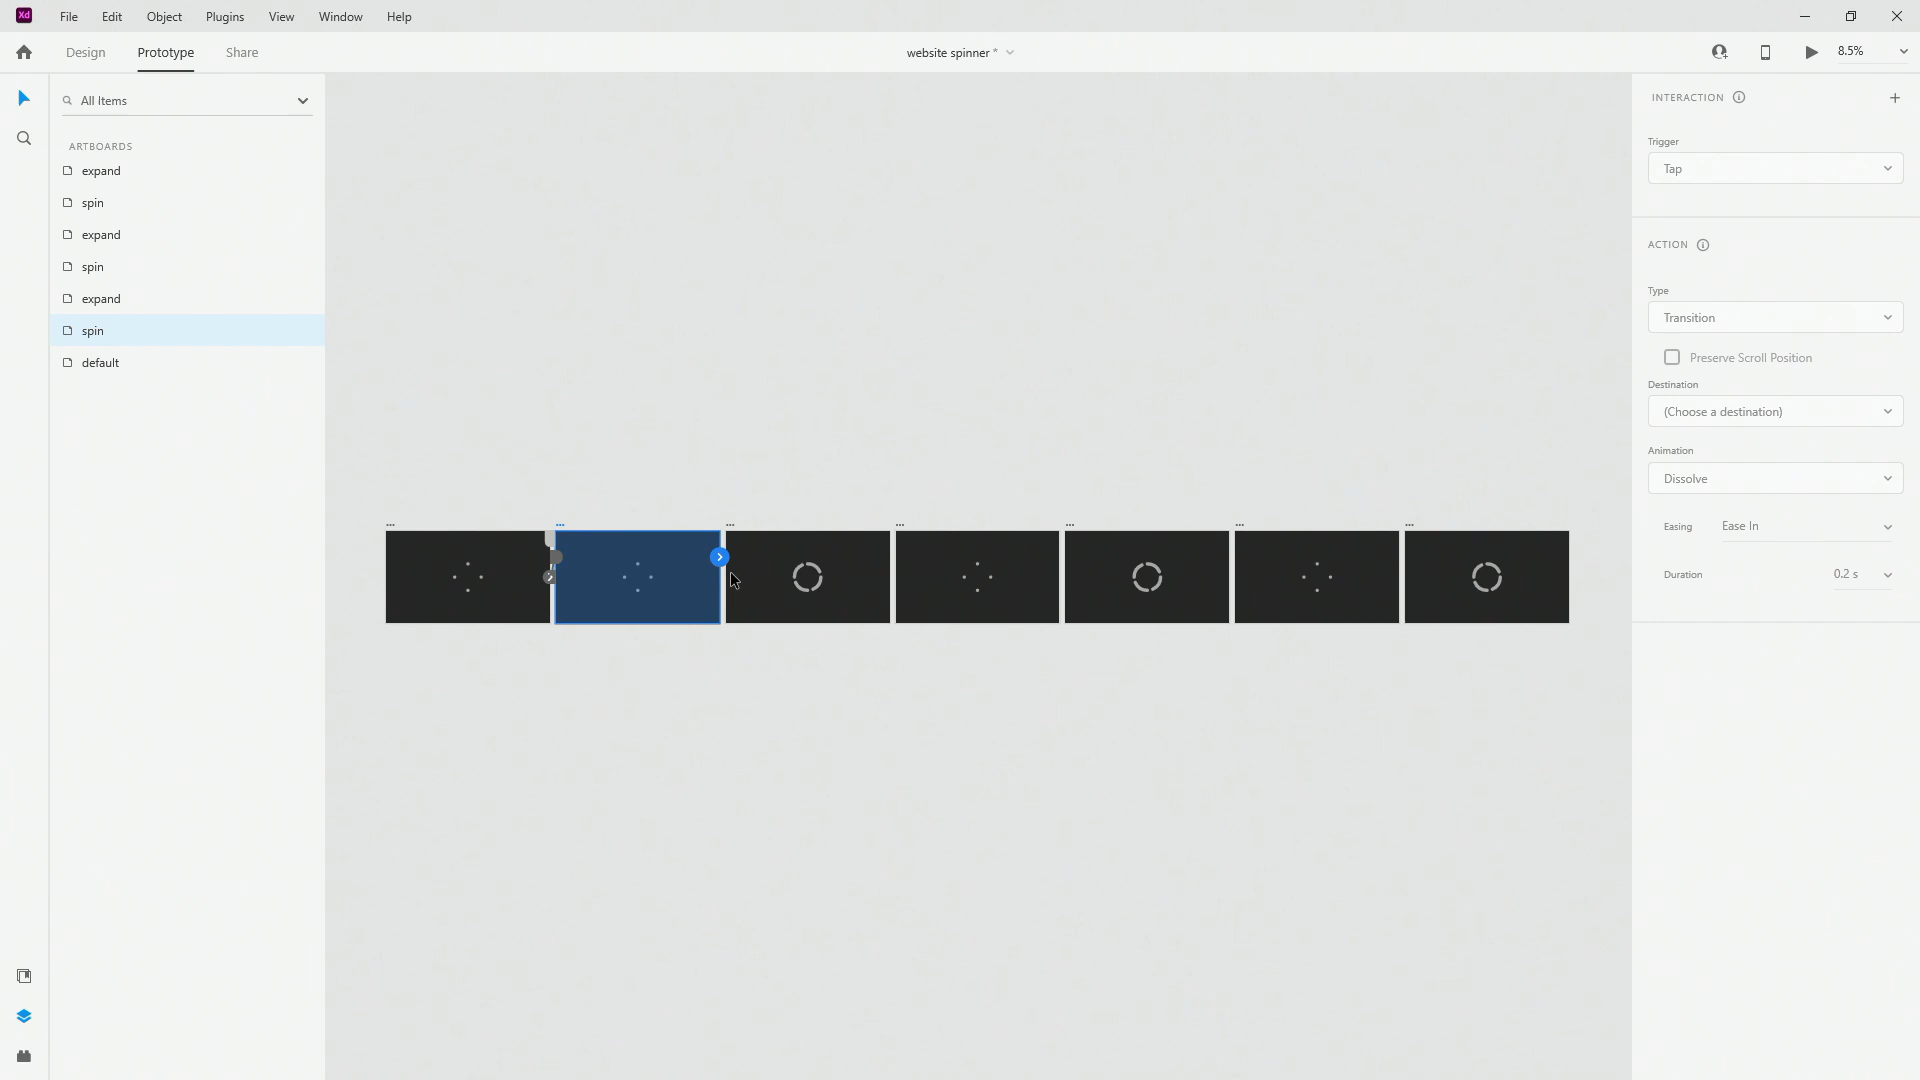 Xd
File Edit Object Plugins View Window Help
Design Prototype Share
website spinner *
8.5%
All Items
ARTBOARDS
expand
spin
expand
spin
expand
spin
default
...
...
...
...
...
...
...
INTERACTION
Trigger
Tap
ACTION
Type
Transition
Preserve Scroll Position
Destination
(Choose a destination)
Animation
Dissolve
Easing Ease In
Duration 0.2 s